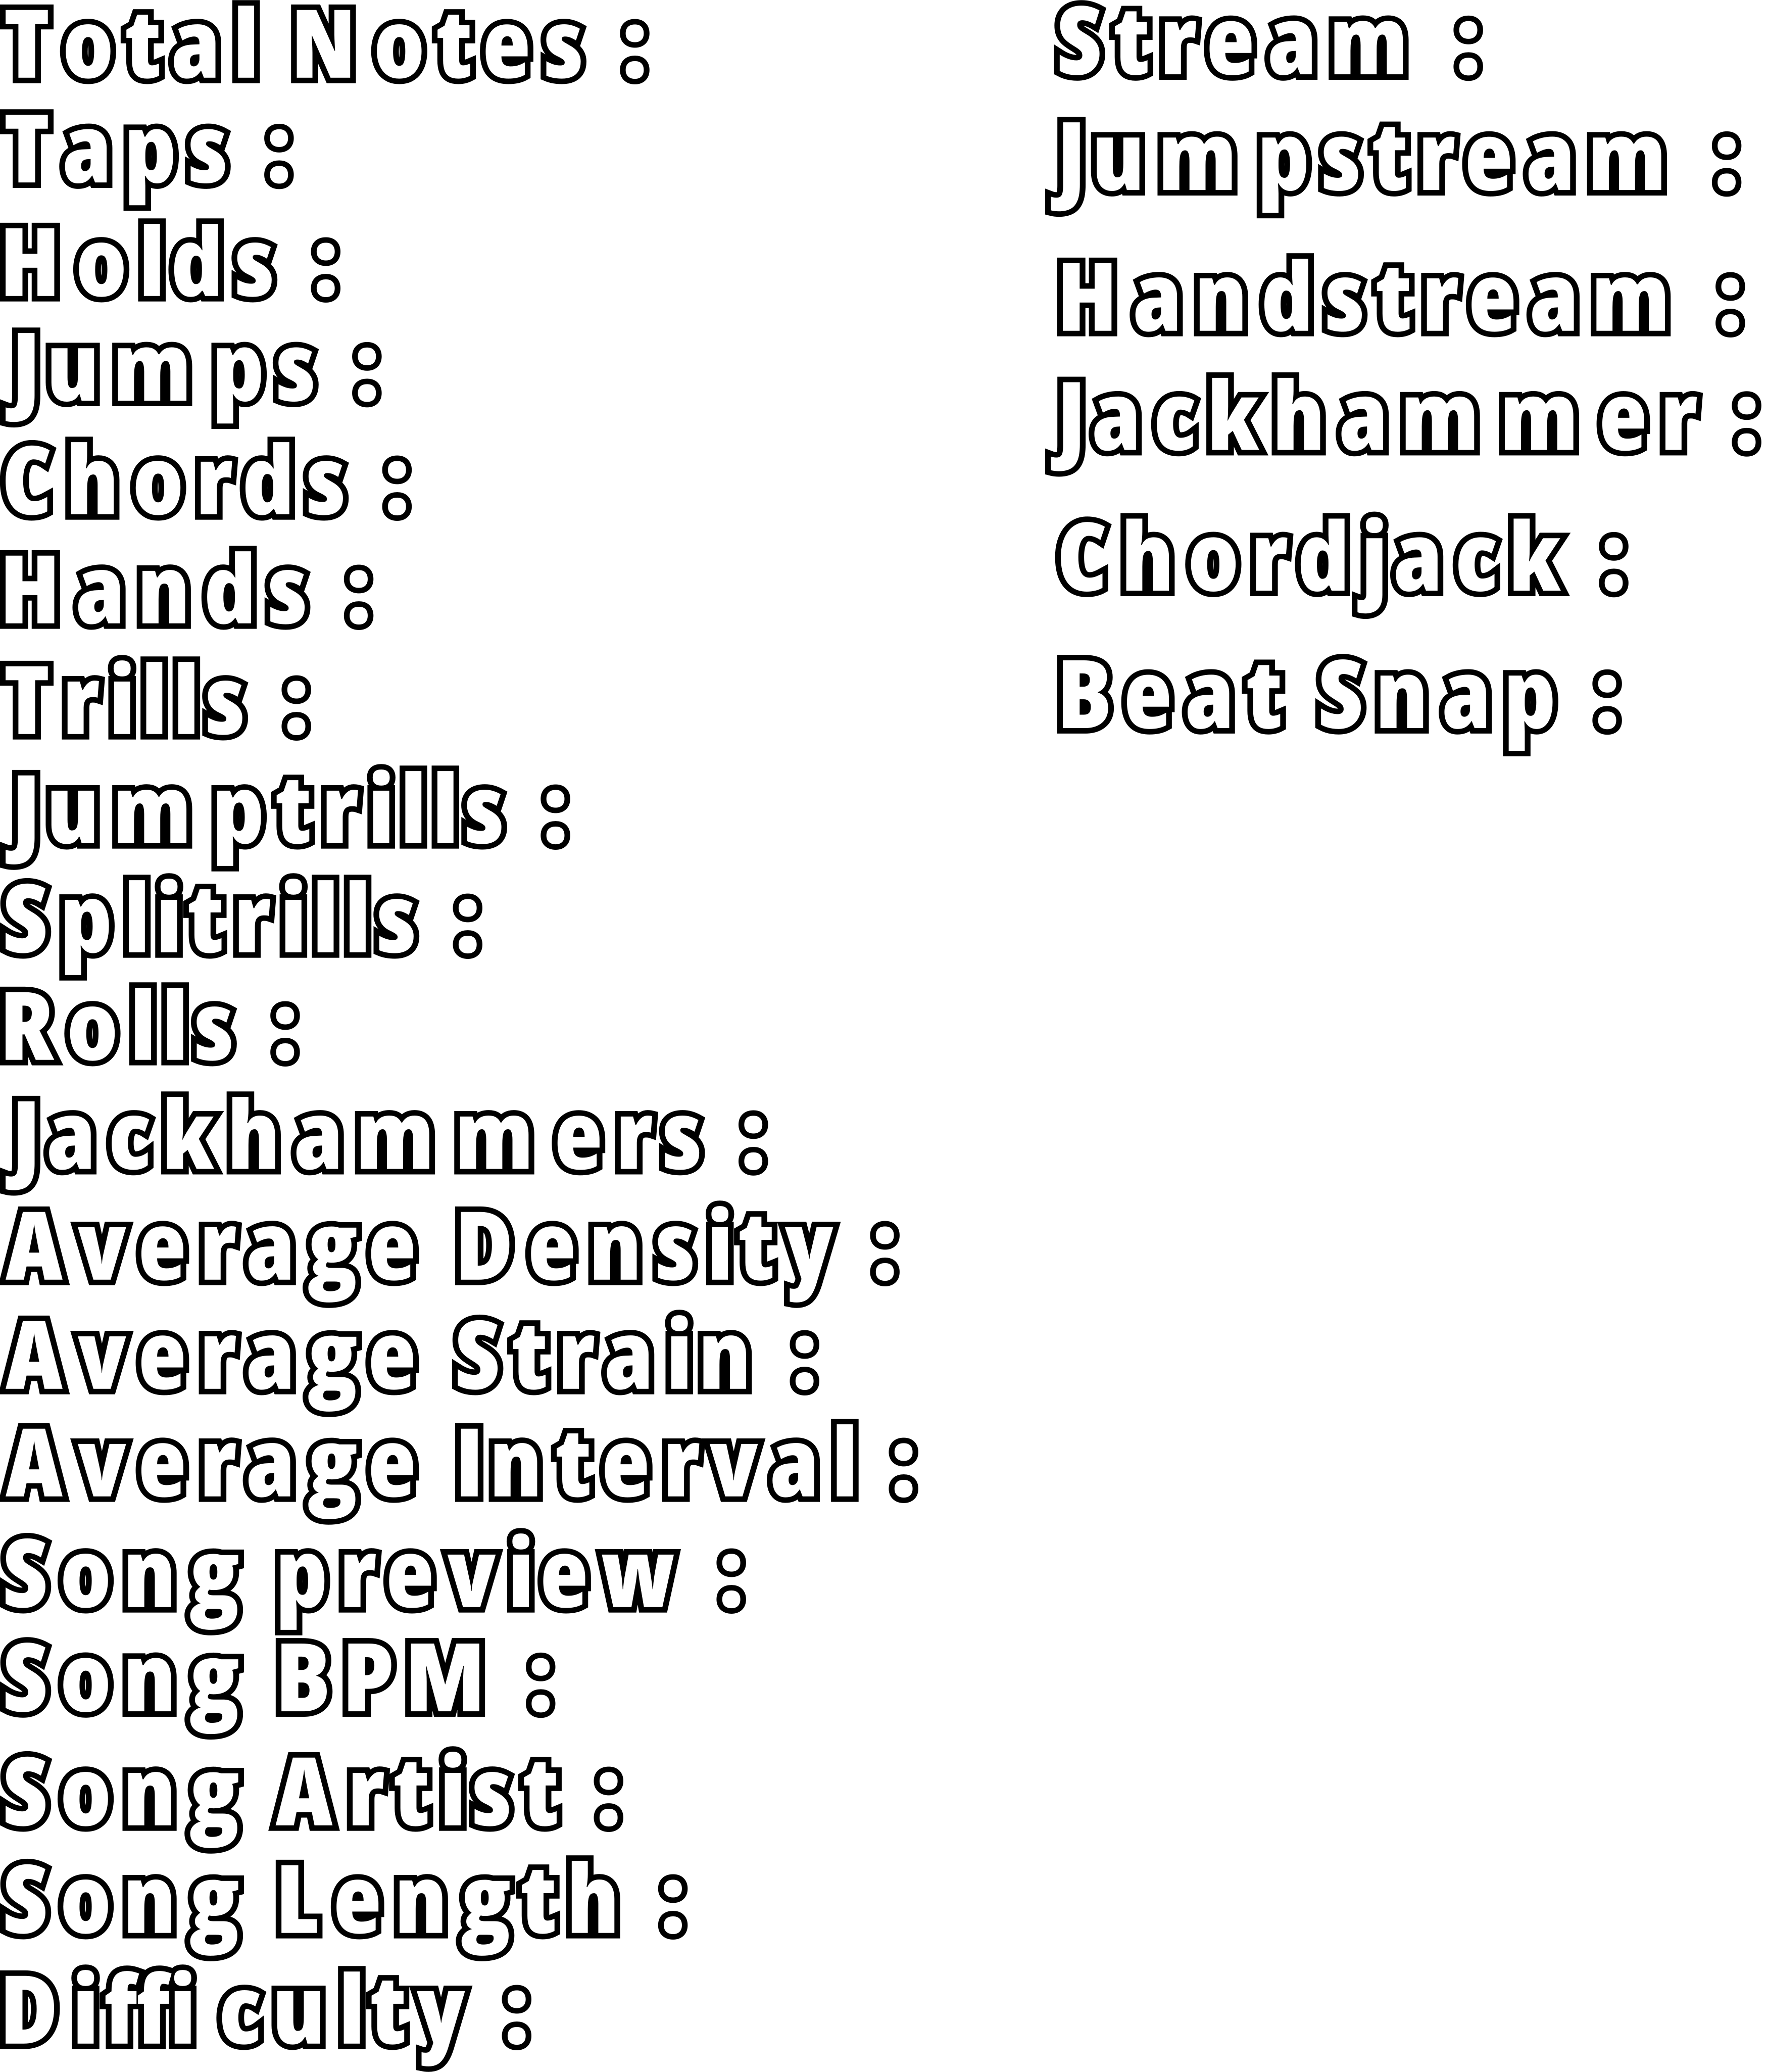 Total Notes :
Taps :
Holds :
Jumps :
Chords :
Hands :
Trills :
Jumptrills :
Splitrills :
Rolls :
Jackhammers :
Average Density :
Average Strain :
Average Interval :
Song preview :
Song BPM :
Song Artist :
Song Length :
Difficulty :
Stream :
Jumpstream :
Handstream :
Jackhammer :
Chordjack :
Beat Snap :